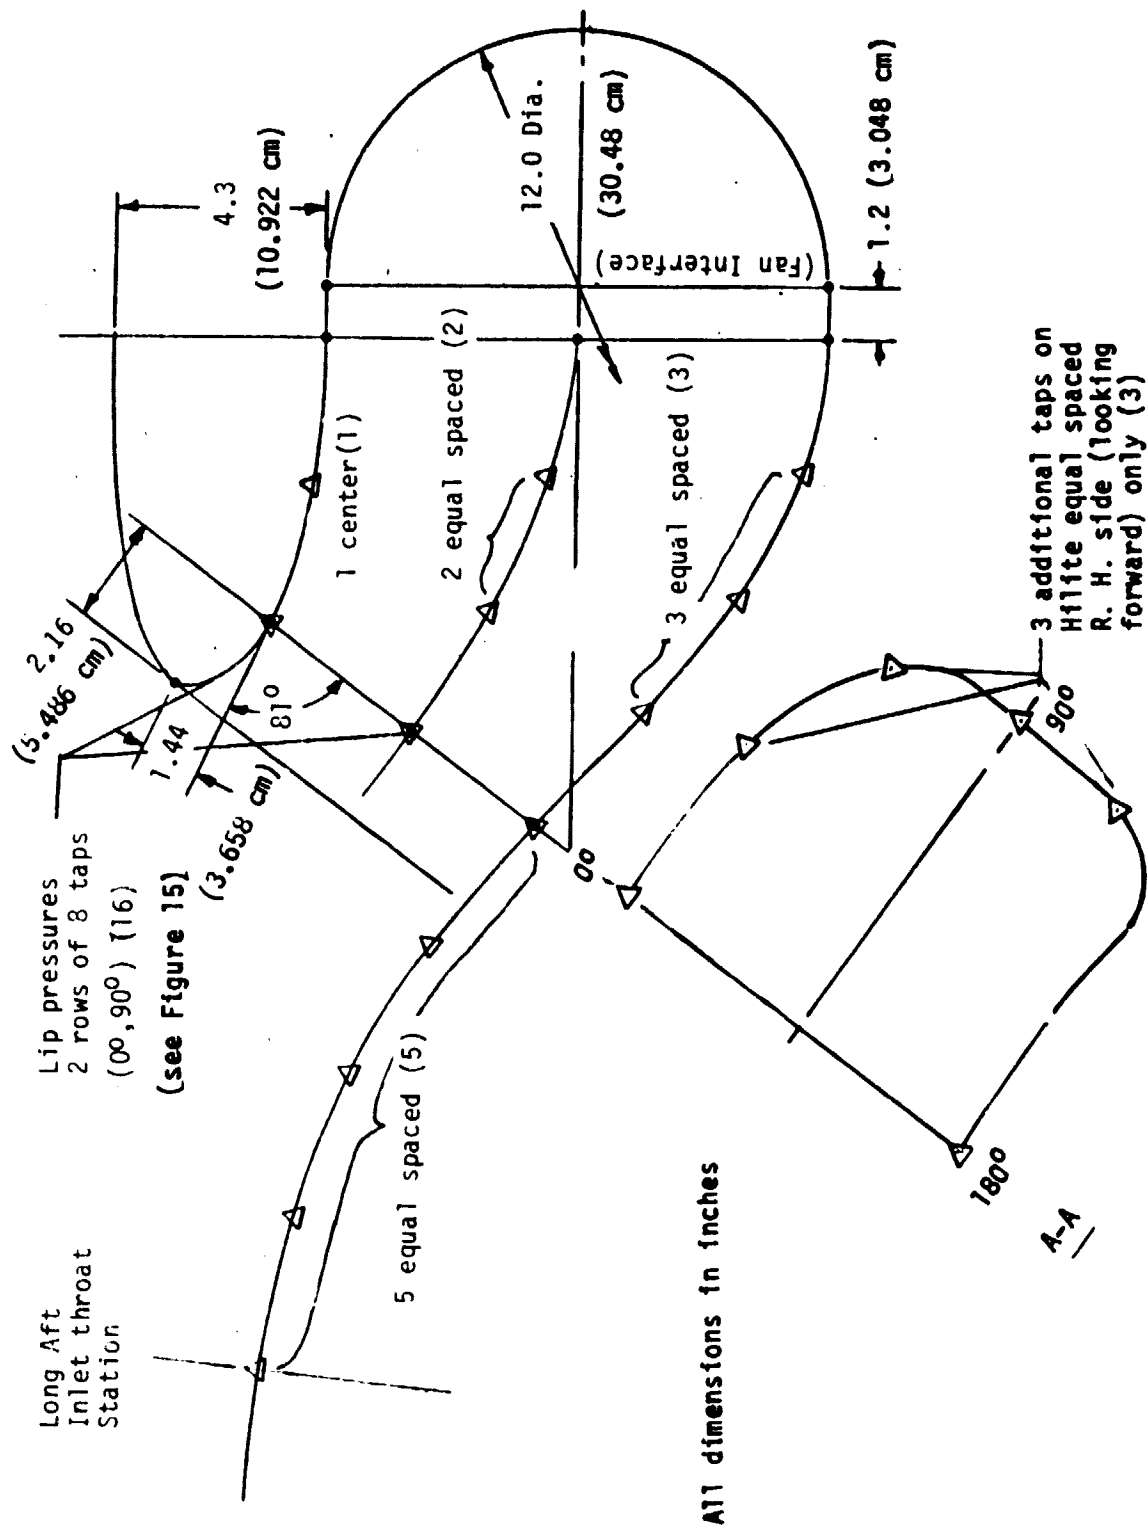 Long Aft
Inlet throat
Station
Lip pressures
2 rows of 8 taps
(0°,90°) (16)
(see Figure 15)
2.16
(5.486 cm)
1.44
(3.658 cm)
81°
4.3
(10.922 cm)
12.0 Dia.
(30.48 cm)
(Fan Interface)
1.2 (3.048 cm)
1 center(1)
2 equal spaced (2)
3 equal spaced (3)
5 equal spaced (5)
0°
90°
180°
A-A
3 additional taps on
Hilite equal spaced
R. H. side (looking
forward) only (3)
All dimensions in inches